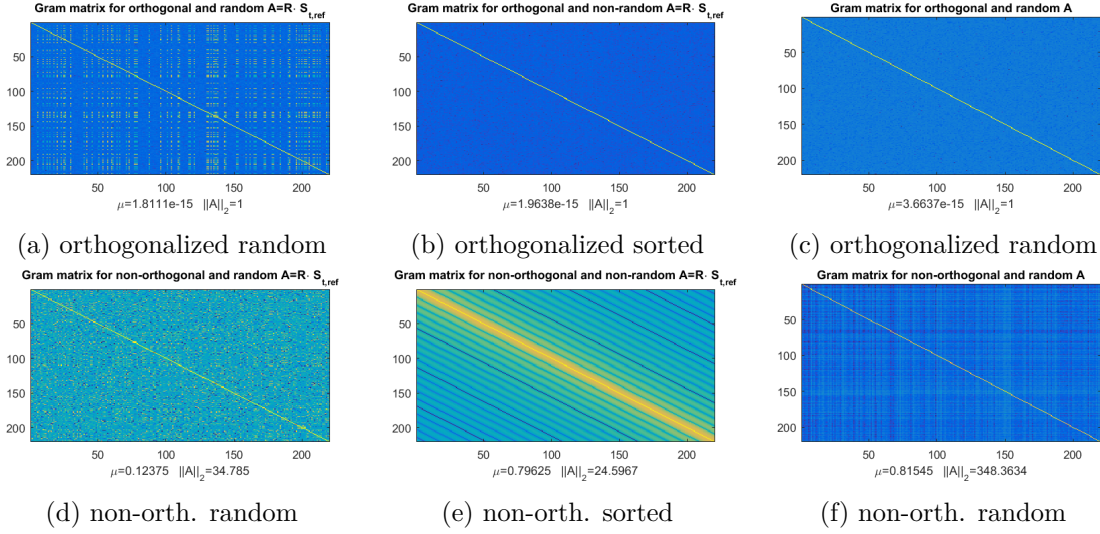 Gram matrix for orthogonal and random A=R· S_t,ref
50
100
150
200
50 100 150 200
μ=1.8111e-15 ||A||_2=1
(a) orthogonalized random
Gram matrix for orthogonal and non-random A=R· S_t,ref
50
100
150
200
50 100 150 200
μ=1.9638e-15 ||A||_2=1
(b) orthogonalized sorted
Gram matrix for orthogonal and random A
50
100
150
200
50 100 150 200
μ=3.6637e-15 ||A||_2=1
(c) orthogonalized random
Gram matrix for non-orthogonal and random A=R· S_t,ref
50
100
150
200
50 100 150 200
μ=0.12375 ||A||_2=34.785
(d) non-orth. random
Gram matrix for non-orthogonal and non-random A=R· S_t,ref
50
100
150
200
50 100 150 200
μ=0.79625 ||A||_2=24.5967
(e) non-orth. sorted
Gram matrix for non-orthogonal and random A
50
100
150
200
50 100 150 200
μ=0.81545 ||A||_2=348.3634
(f) non-orth. random